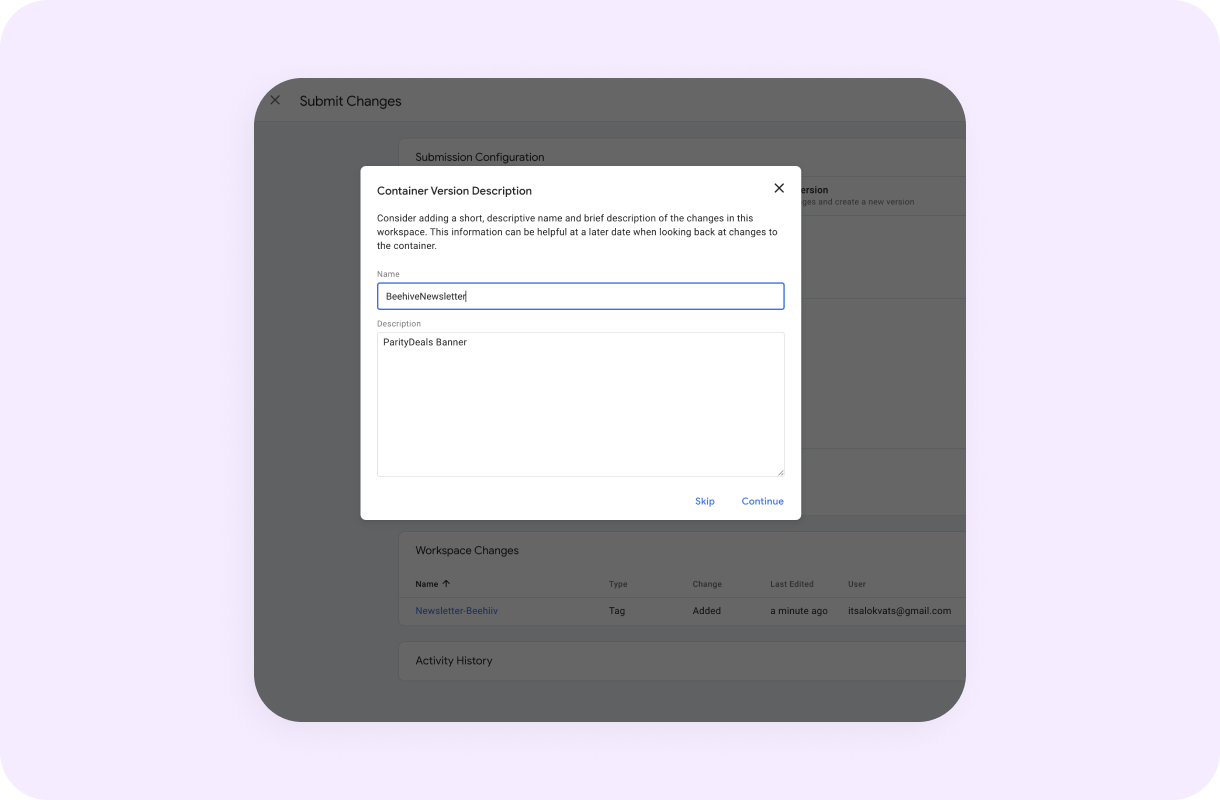 Submit Changes
Submission Configuration
ersion
ges and create a new version
Container Version Description
Consider adding a short, descriptive name and brief description of the changes in this
workspace. This information can be helpful at a later date when looking back at changes to
the container.
Name
BeehiveNewsletter
Description
ParityDeals Banner
Skip Continue
Workspace Changes
Name Type Change Last Edited User
Newsletter-Beehiiv Tag Added a minute ago itsalokvats@gmail.com
Activity History